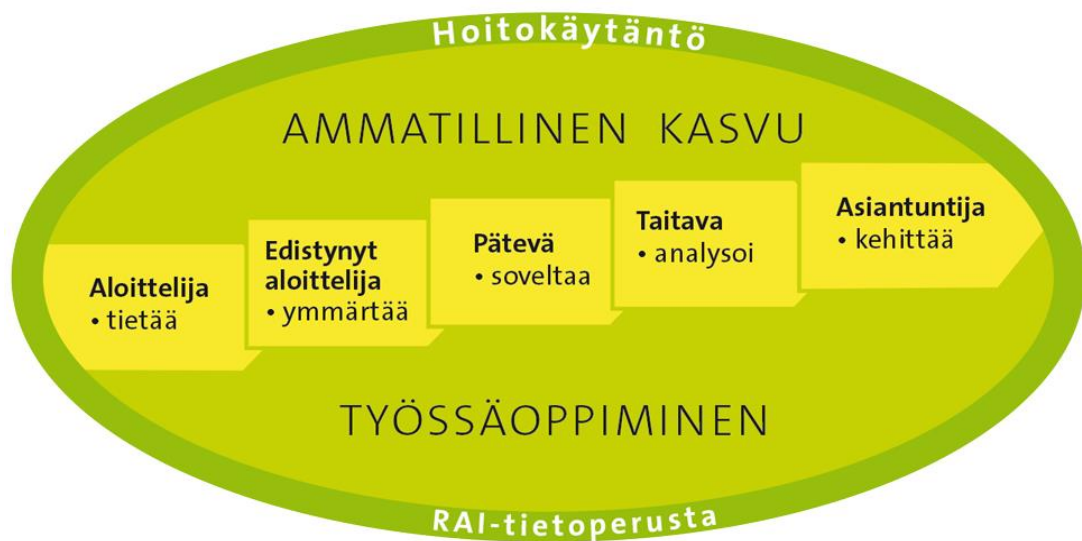 Hoitokäytäntö
AMMATILLINEN KASVU
Aloittelija
• tietää
Edistynyt
aloittelija
• ymmärtää
Pätevä
• soveltaa
Taitava
• analysoi
Asiantuntija
• kehittää
TYÖSSÄOPPIMINEN
RAI-tietoperusta